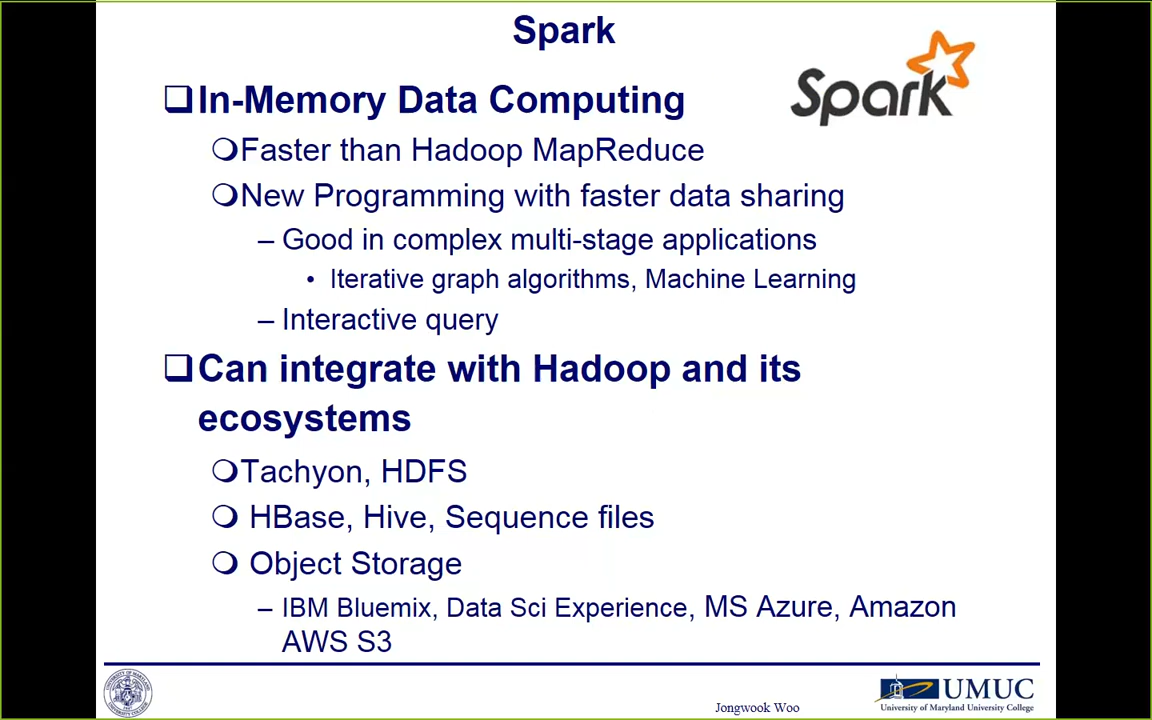 Spark
Spark
In-Memory Data Computing
Faster than Hadoop MapReduce
New Programming with faster data sharing
– Good in complex multi-stage applications
• Iterative graph algorithms, Machine Learning
– Interactive query
Can integrate with Hadoop and its
ecosystems
Tachyon, HDFS
HBase, Hive, Sequence files
Object Storage
– IBM Bluemix, Data Sci Experience, MS Azure, Amazon
AWS S3
Jongwook Woo
UMUC
University of Maryland University College